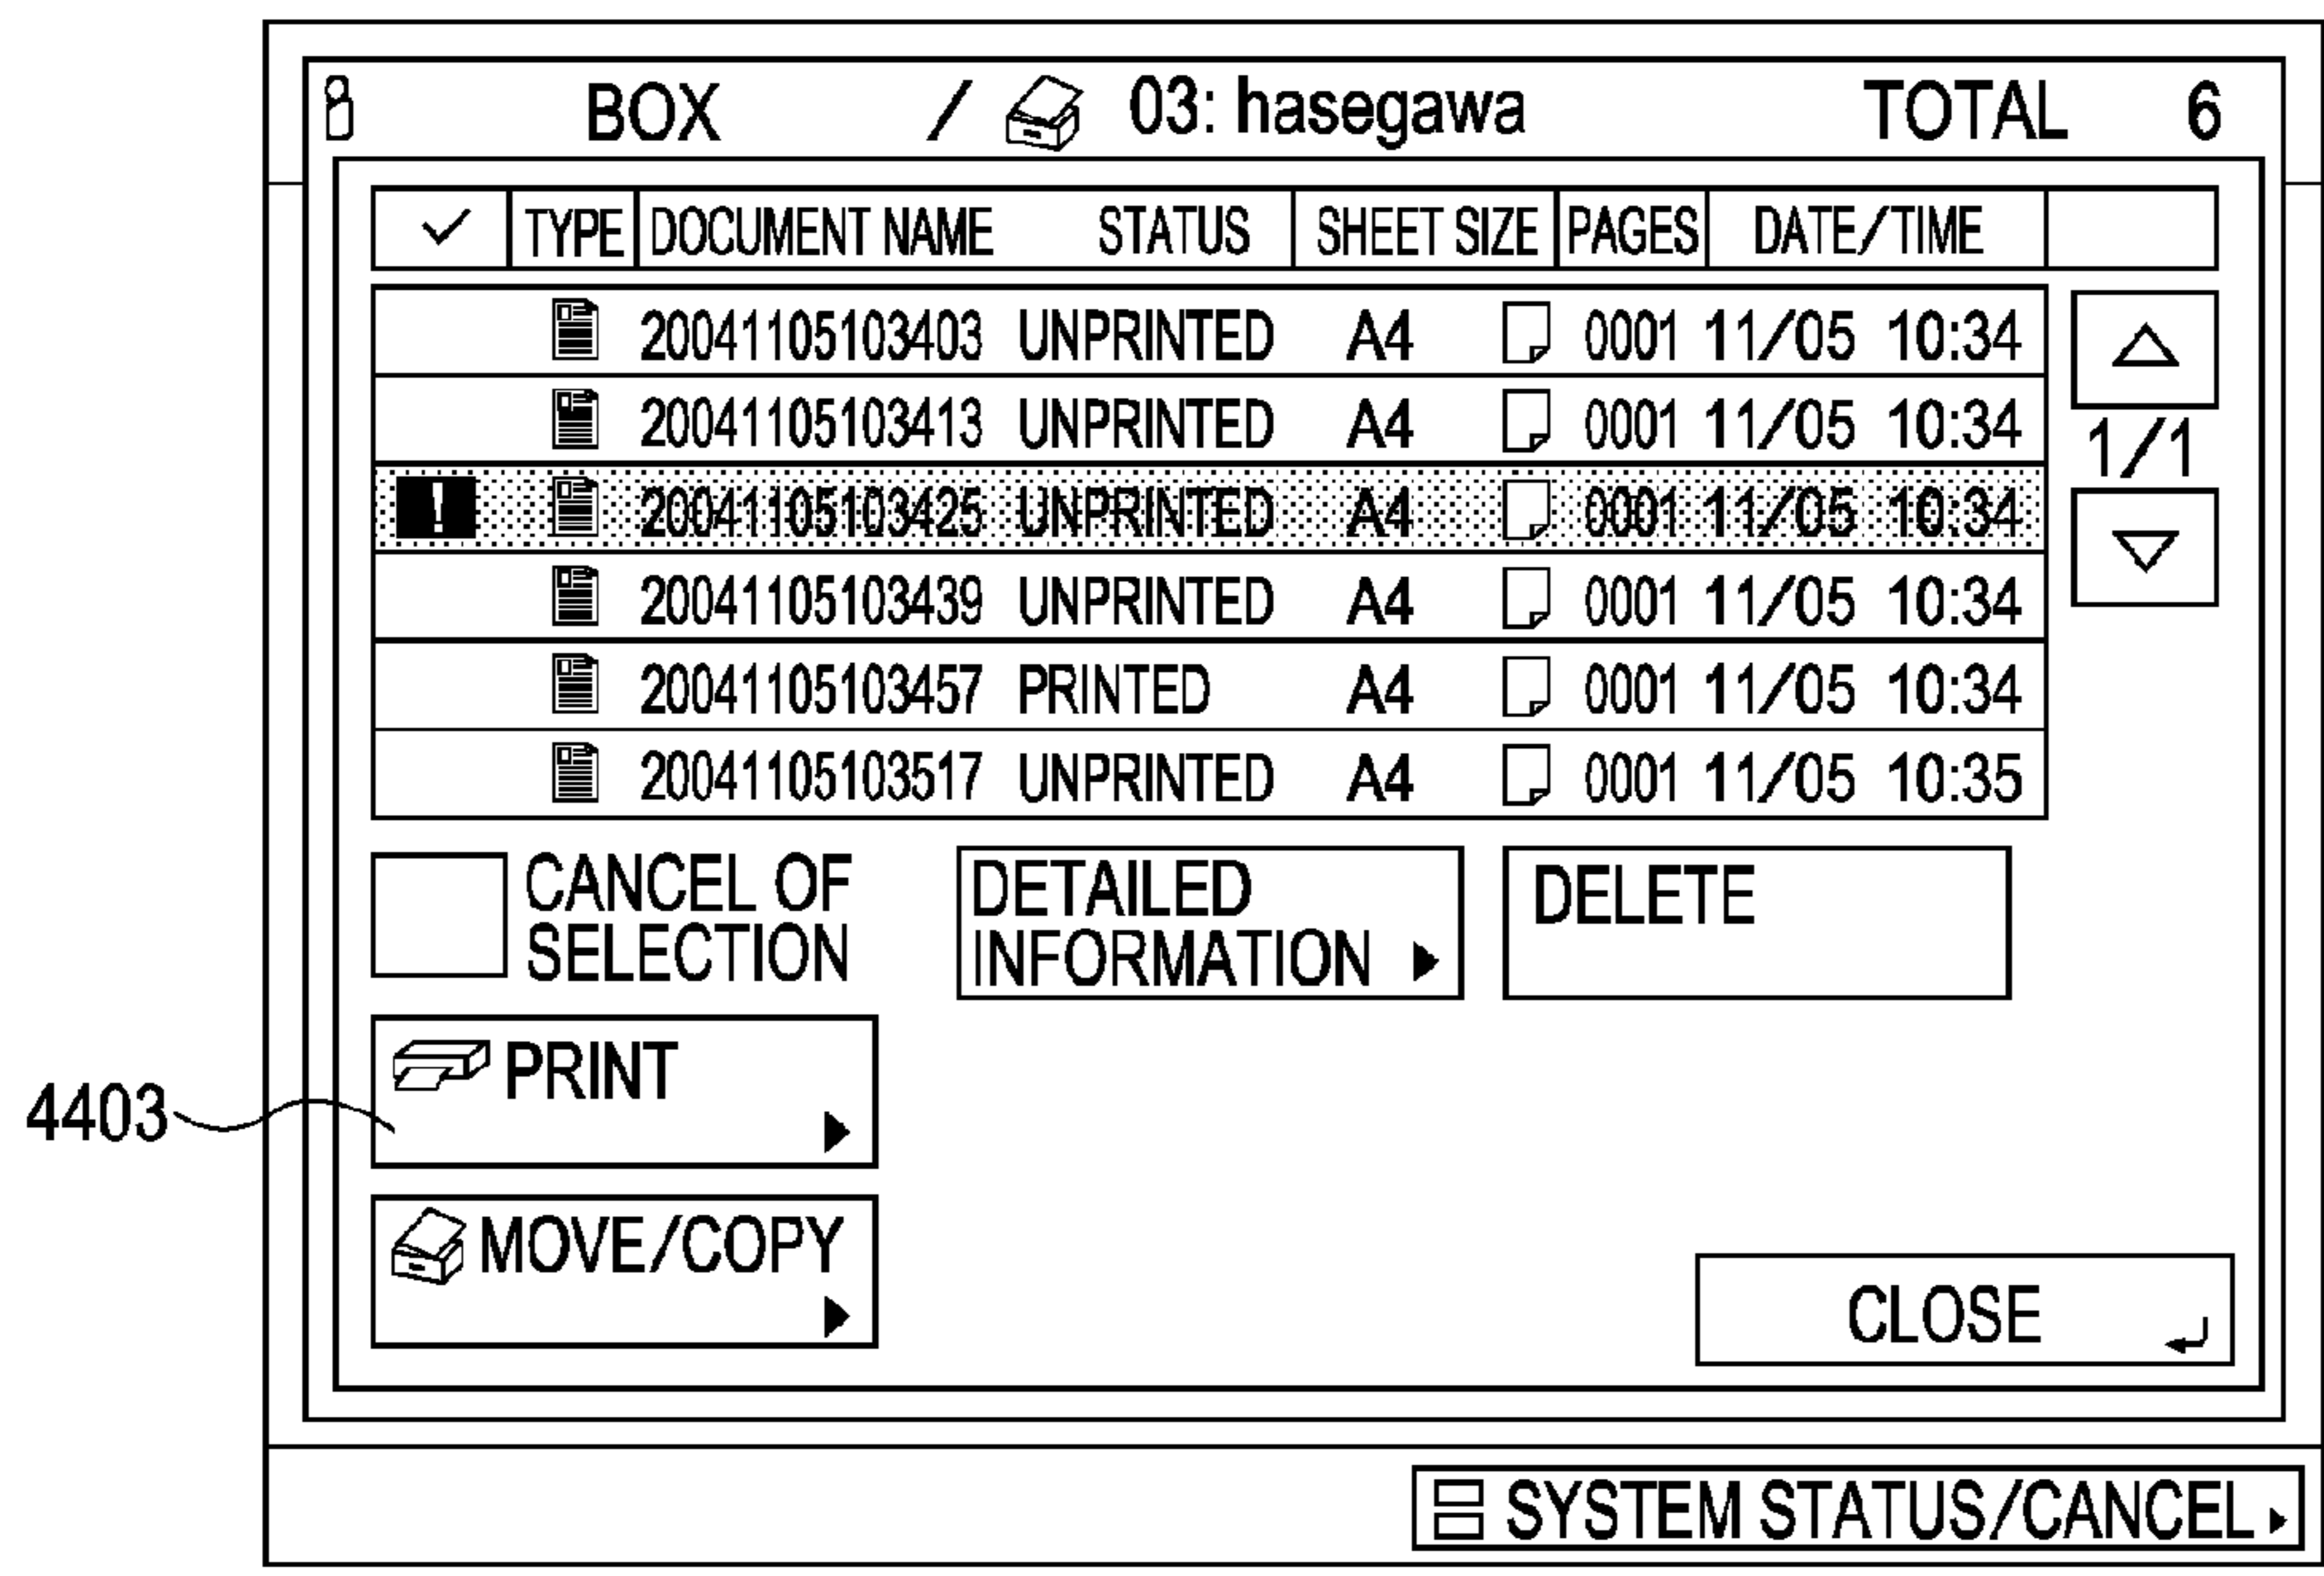 BOX / 03: hasegawa TOTAL 6
✓ TYPE DOCUMENT NAME STATUS SHEET SIZE PAGES DATE/TIME
20041105103403 UNPRINTED A4 0001 11/05 10:34
20041105103413 UNPRINTED A4 0001 11/05 10:34
1/1
! 20041105103425 UNPRINTED A4 0001 11/05 10:34
20041105103439 UNPRINTED A4 0001 11/05 10:34
20041105103457 PRINTED A4 0001 11/05 10:34
20041105103517 UNPRINTED A4 0001 11/05 10:35
CANCEL OF
SELECTION
DETAILED
INFORMATION
DELETE
PRINT
4403
MOVE/COPY
CLOSE
SYSTEM STATUS/CANCEL